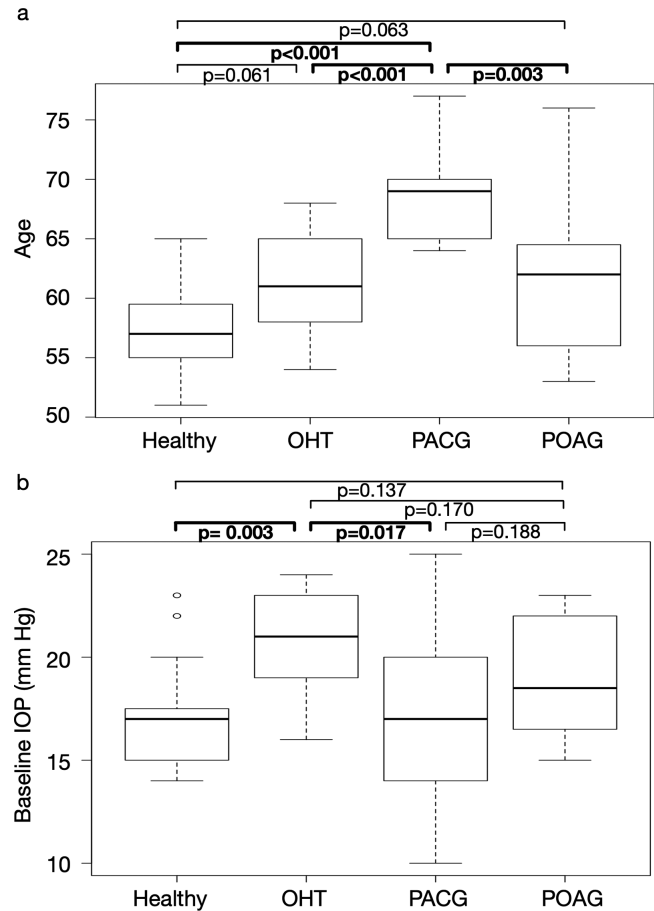 a
p=0.063
p<0.001
p=0.061 p<0.001 p=0.003
75
70
65
60
55
50
Age
Healthy OHT PACG POAG
b
p=0.137
p=0.170
p= 0.003 p=0.017 p=0.188
25
20
15
10
Baseline IOP (mm Hg)
Healthy OHT PACG POAG